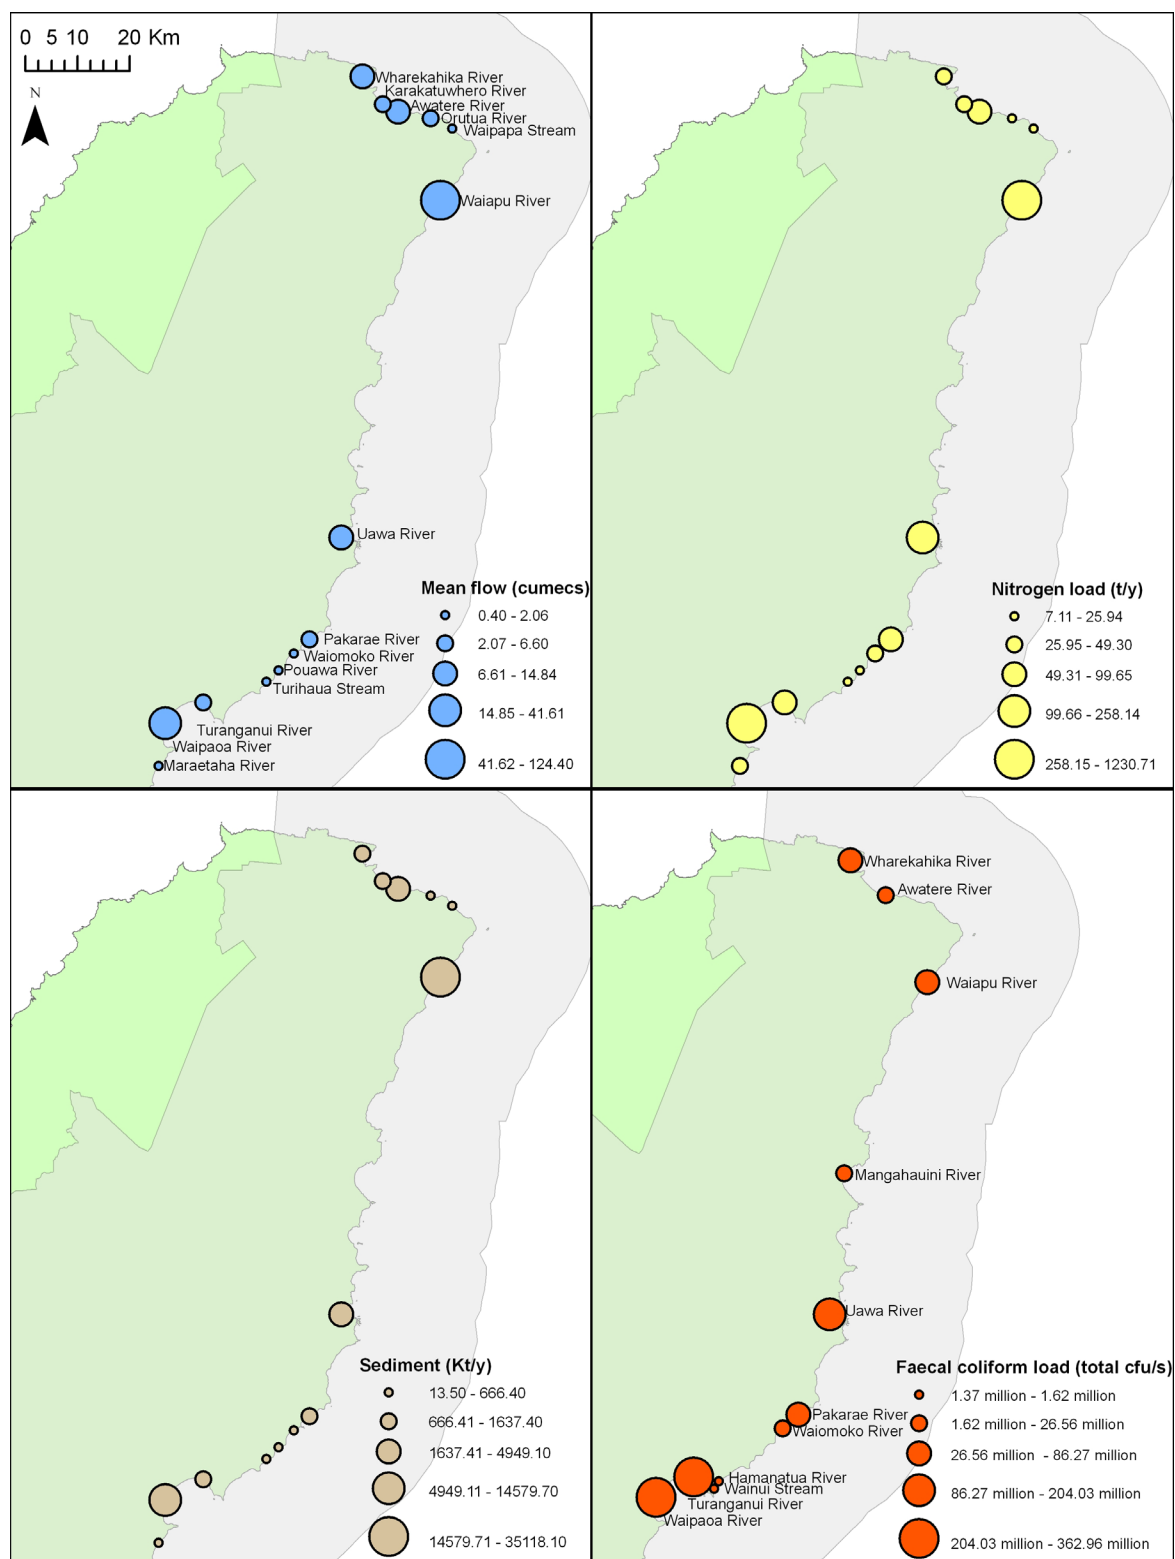 0 5 10 20 Km
N
Wharekahika River
Karakatuwhero River
Awatere River
Orutua River
Waipapa Stream
Waiapu River
Uawa River
Pakarae River
Waiomoko River
Pouawa River
Turihaua Stream
Turanganui River
Waipaoa River
Maraetaha River
Mean flow (cumecs)
0.40 - 2.06
2.07 - 6.60
6.61 - 14.84
14.85 - 41.61
41.62 - 124.40
Nitrogen load (t/y)
7.11 - 25.94
25.95 - 49.30
49.31 - 99.65
99.66 - 258.14
258.15 - 1230.71
Sediment (Kt/y)
13.50 - 666.40
666.41 - 1637.40
1637.41 - 4949.10
4949.11 - 14579.70
14579.71 - 35118.10
Wharekahika River
Awatere River
Waiapu River
Mangahauini River
Uawa River
Pakarae River
Waiomoko River
Hamanatua River
Wainui Stream
Turanganui River
Waipaoa River
Faecal coliform load (total cfu/s)
1.37 million - 1.62 million
1.62 million - 26.56 million
26.56 million - 86.27 million
86.27 million - 204.03 million
204.03 million - 362.96 million